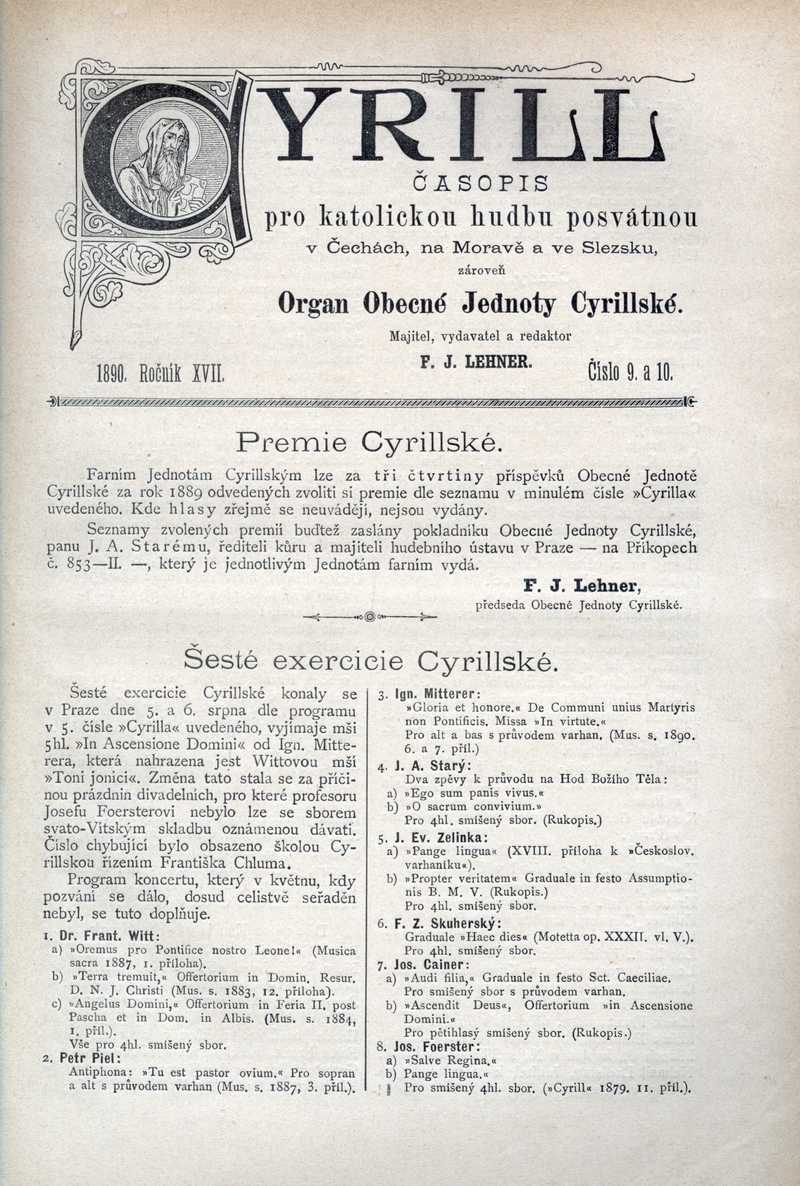 CYRILL
ČASOPIS
pro katolickou hudbu posvátnou
v Čechách, na Moravě a ve Slezsku,
zároveň
Organ Obecné Jednoty Cyrillské.
Majitel, vydavatel a redaktor
F. J. LEHNER.
1890. Ročník XVII.
Číslo 9. a 10.
Premie Cyrillské.
Farním Jednotám Cyrillským lze za tři čtvrtiny příspěvků Obecné Jednotě
Cyrillské za rok 1889 odvedených zvoliti si premie dle seznamu v minulém čísle »Cyrilla«
uvedeného. Kde hlasy zřejmě se neuvádějí, nejsou vydány.
Seznamy zvolených premií buďtež zaslány pokladníku Obecné Jednoty Cyrillské,
panu J. A. Starému, řediteli kůru a majiteli hudebního ústavu v Praze — na Příkopech
č. 853—II. —, který je jednotlivým Jednotám farním vydá.
F. J. Lehner,
předseda Obecné Jednoty Cyrillské.
Šesté exercicie Cyrillské.
Šesté exercicie Cyrillské konaly se
v Praze dne 5. a 6. srpna dle programu
v 5. čísle »Cyrilla« uvedeného, vyjímaje mši
5hl. »In Ascensione Domini« od Ign. Mitte-
rera, která nahrazena jest Wittovou mší
»Toni jonici«. Změna tato stala se za příči-
nou prázdnin divadelních, pro které profesoru
Josefu Foersterovi nebylo lze se sborem
svato-Vítským skladbu oznámenou dávati.
Číslo chybující bylo obsazeno školou Cy-
rillskou řízením Františka Chluma.
Program koncertu, který v květnu, kdy
pozvání se dálo, dosud celistvě seřaděn
nebyl, se tuto doplňuje.
1. Dr. Frant. Witt:
a) »Oremus pro Pontifice nostro Leone!« (Musica
sacra 1887, 1. příloha).
b) »Terra tremuit,« Offertorium in Domin. Resur.
D. N. J. Christi (Mus. s. 1883, 12. příloha).
c) »Angelus Domini,« Offertorium in Feria II. post
Pascha et in Dom. in Albis. (Mus. s. 1884,
1. příl.).
Vše pro 4hl. smíšený sbor.
2. Petr Piel:
Antiphona: »Tu est pastor ovium.« Pro sopran
a alt s průvodem varhan (Mus. s. 1887, 3. příl.).
3. Ign. Mitterer:
»Gloria et honore.« De Communi unius Martyris
non Pontificis. Missa »In virtute.«
Pro alt a bas s průvodem varhan. (Mus. s. 1890.
6. a 7. příl.)
4. J. A. Starý:
Dva zpěvy k průvodu na Hod Božího Těla:
a) »Ego sum panis vivus.«
b) »O sacrum convivium.»
Pro 4hl. smíšený sbor. (Rukopis.)
5. J. Ev. Zelinka:
a) »Pange lingua« (XVIII. příloha k »Českoslov.
varhaníku«).
b) »Propter veritatem« Graduale in festo Assumptio-
nis B. M. V. (Rukopis.)
Pro 4hl. smíšený sbor.
6. F. Z. Skuherský:
Graduale »Haec dies« (Motetta op. XXXII. vl. V.).
Pro 4hl. smíšený sbor.
7. Jos. Cainer:
a) »Audi filia,« Graduale in festo Sct. Caeciliae.
Pro smíšený sbor s průvodem varhan.
b) »Ascendit Deus«, Offertorium »in Ascensione
Domini.«
Pro pětihlasý smíšený sbor. (Rukopis.)
8. Jos. Foerster:
a) »Salve Regina.«
b) Pange lingua.«
Pro smíšený 4hl. sbor. (»Cyrill« 1879. 11. příl.).